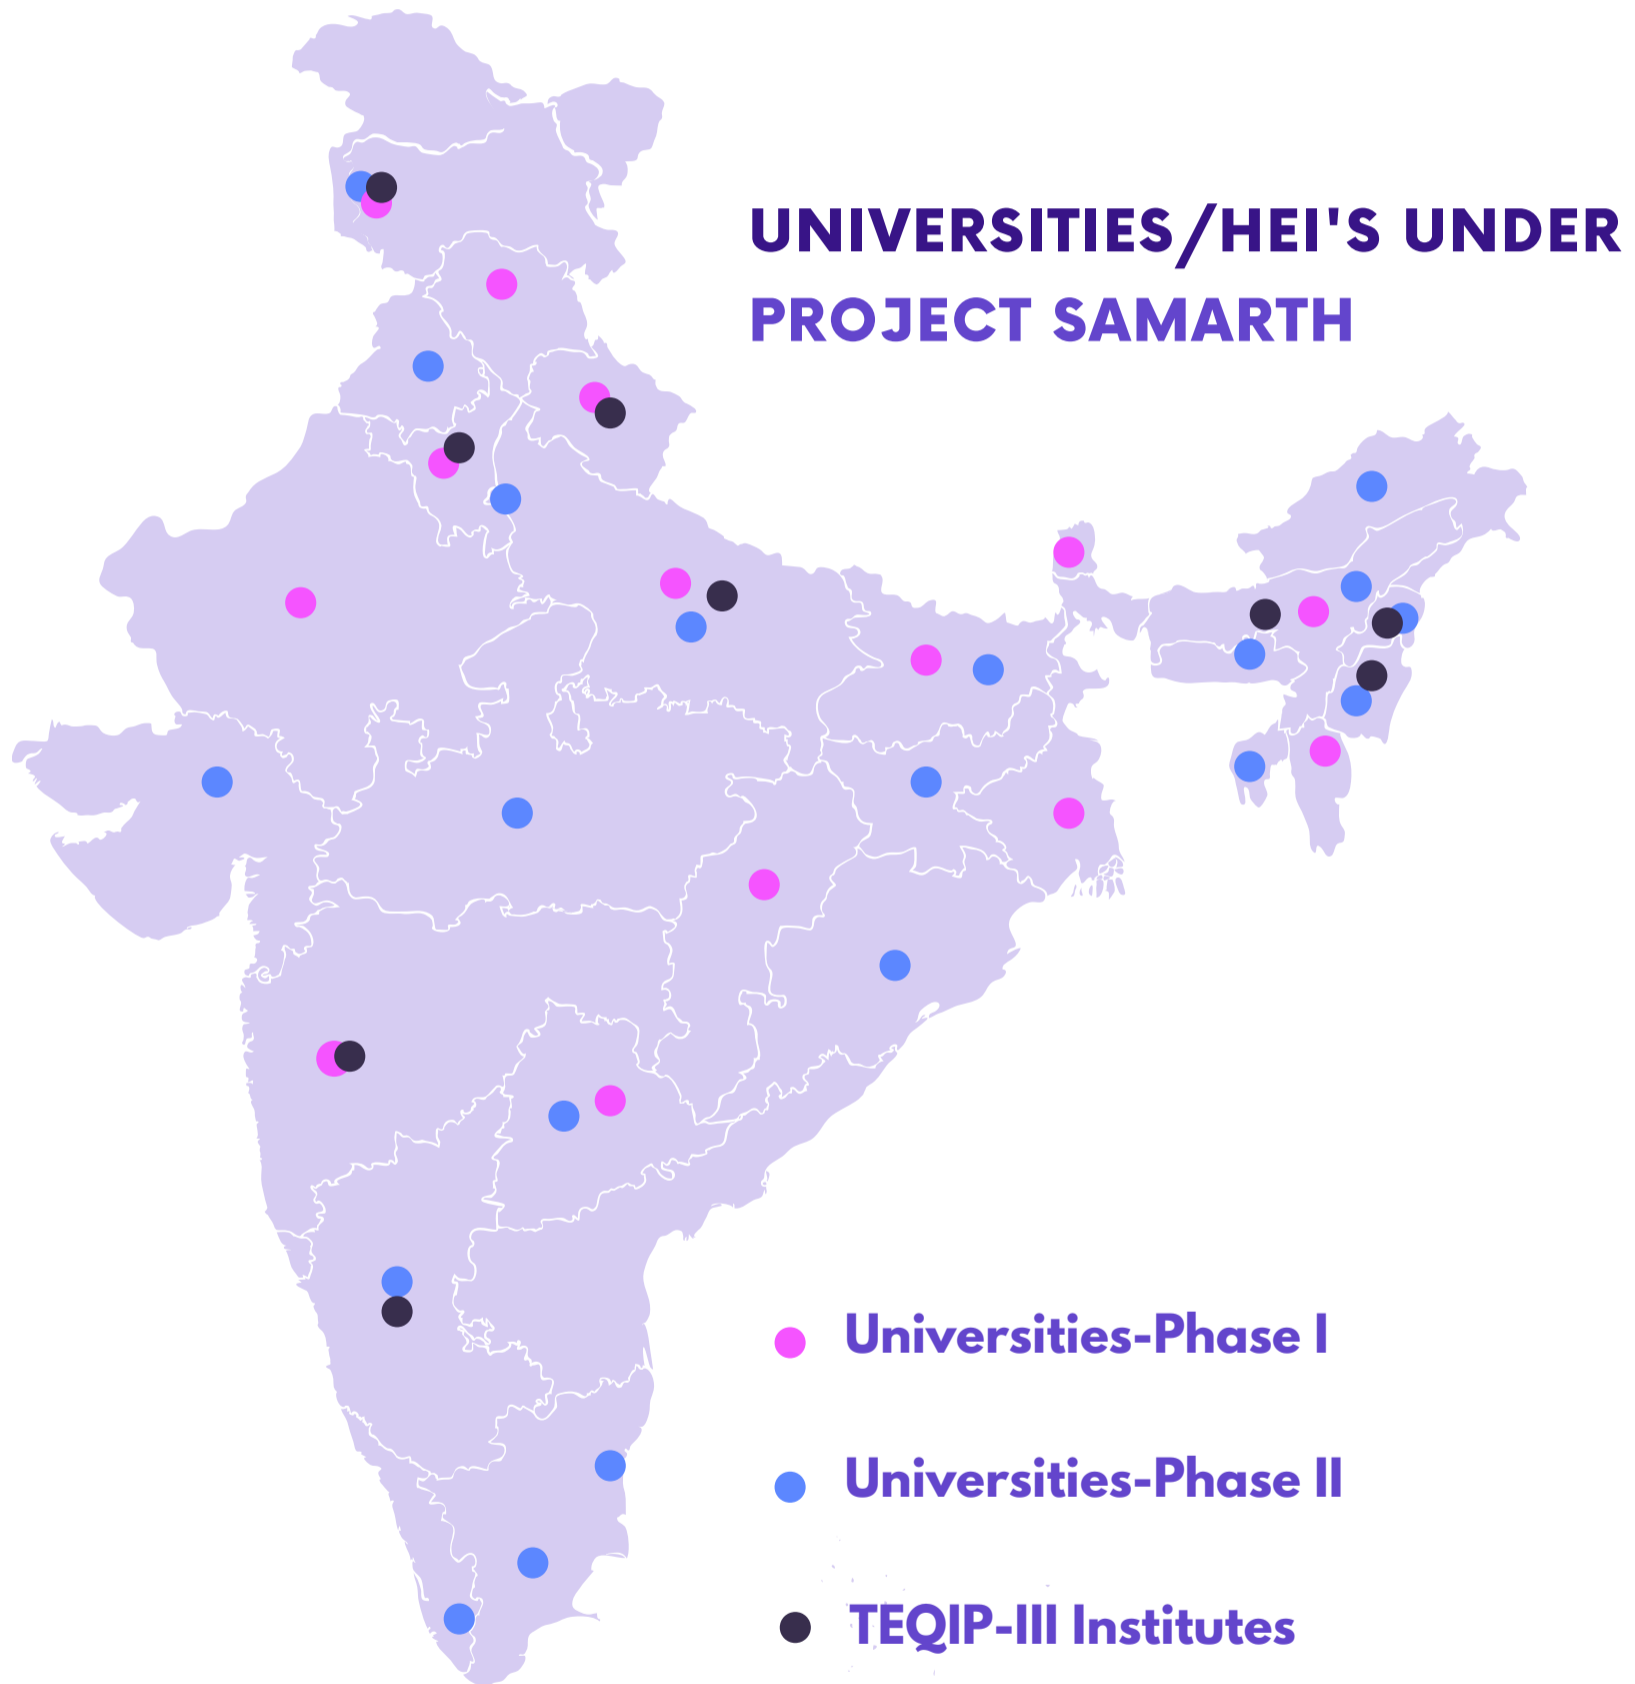 UNIVERSITIES/HEI'S UNDER
PROJECT SAMARTH
Universities-Phase I
Universities-Phase II
TEQIP-III Institutes